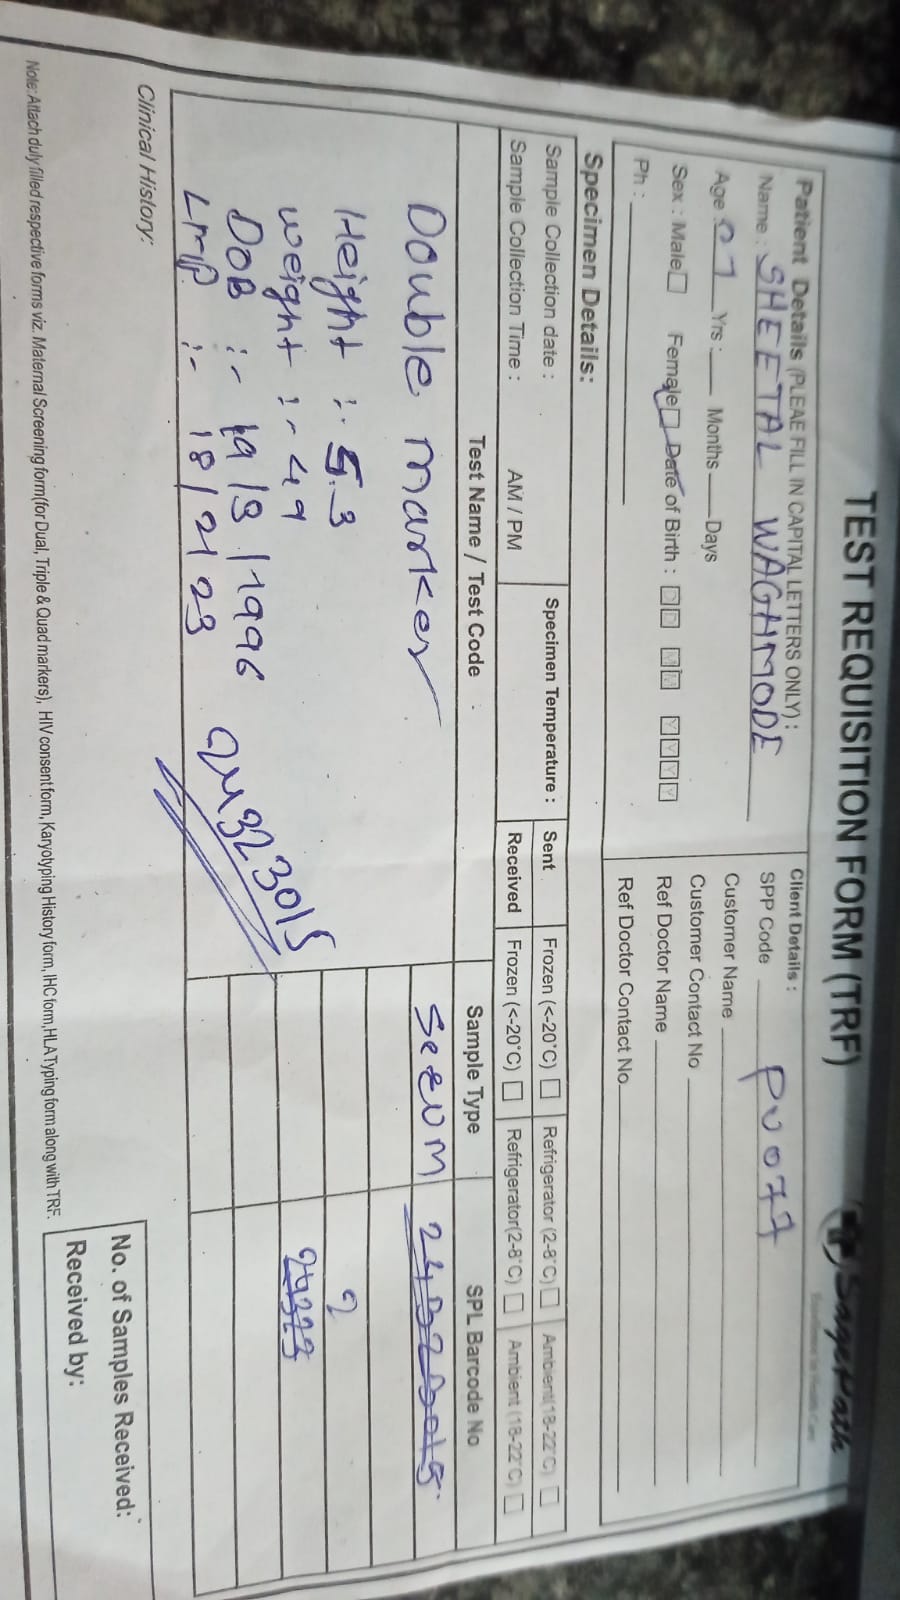 TEST REQUISITION FORM (TRF)
SagePath
Patient Details (PLEAE FILL IN CAPITAL LETTERS ONLY) :
Name : SHEETAL WAGHMODE
Age : 27 Yrs : Months Days
Sex : Male Female Date of Birth : DD MM YYYY
Ph :
Client Details :
SPP Code PU077
Customer Name
Customer Contact No
Ref Doctor Name
Ref Doctor Contact No
Specimen Details:
Sample Collection date : Specimen Temperature : Sent Frozen (<-20°C) Refrigerator (2-8°C) Ambient(18-22°C)
Sample Collection Time : AM / PM Received Frozen (<-20°C) Refrigerator(2-8°C) Ambient (18-22°C)
Test Name / Test Code Sample Type SPL Barcode No
Double marker Serum
Height :- 5.3
weight :- 49
DOB :- 19/9/1996
Lmp :- 18/2/23
24323015
Clinical History:
No. of Samples Received:
Received by:
Note: Attach duly filled respective forms viz. Maternal Screening form(for Dual, Triple & Quad markers), HIV consent form, Karyotyping History form, IHC form, HLA Typing form along with TRF.